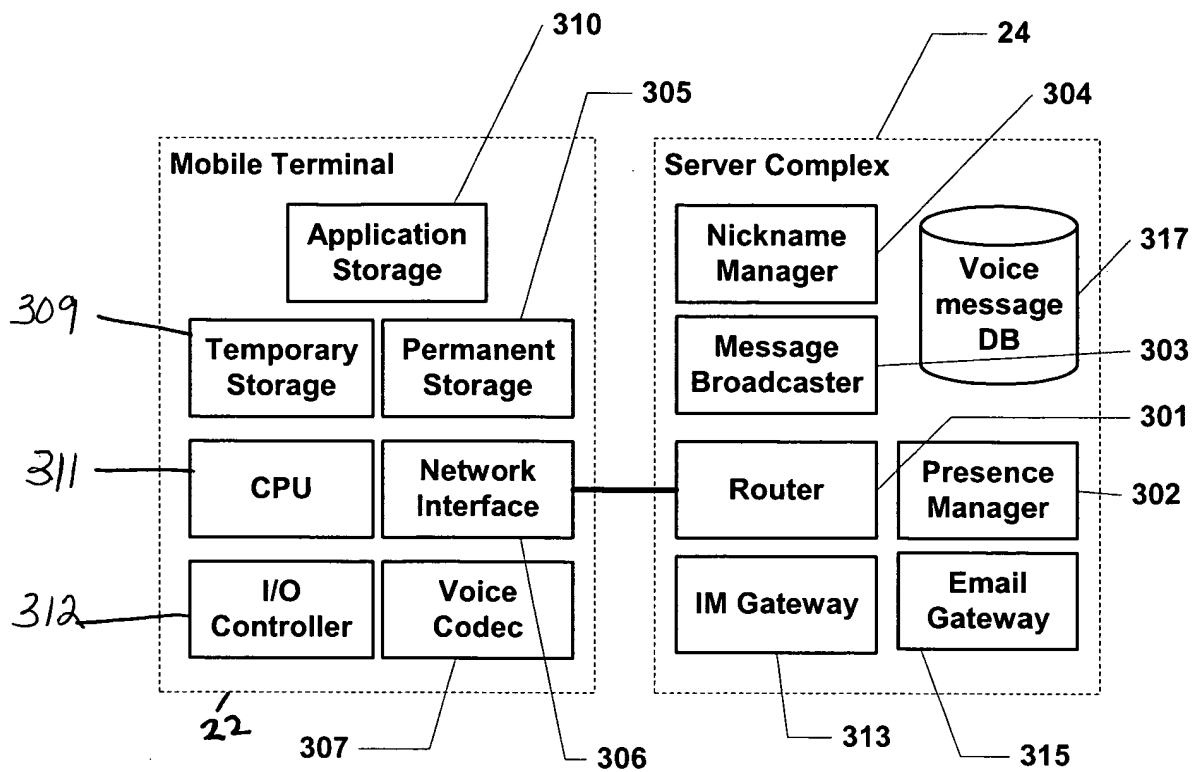 310
24
305
304
Mobile Terminal
Server Complex
Application
Storage
Nickname
Manager
Voice
message
DB
317
309
Temporary
Storage
Permanent
Storage
Message
Broadcaster
303
301
311
CPU
Network
Interface
Router
Presence
Manager
302
312
I/O
Controller
Voice
Codec
IM Gateway
Email
Gateway
22
307
306
313
315